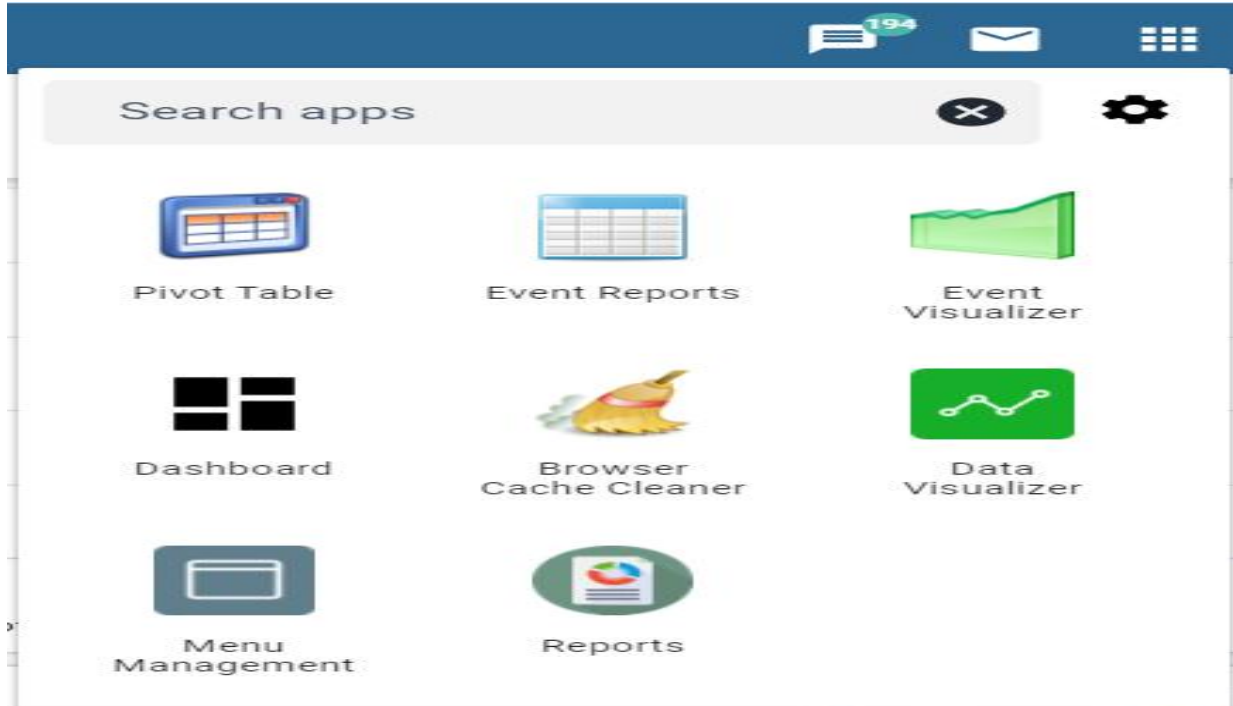 194
Search apps
Pivot Table
Event Reports
Event
Visualizer
Dashboard
Browser
Cache Cleaner
Data
Visualizer
Menu
Management
Reports